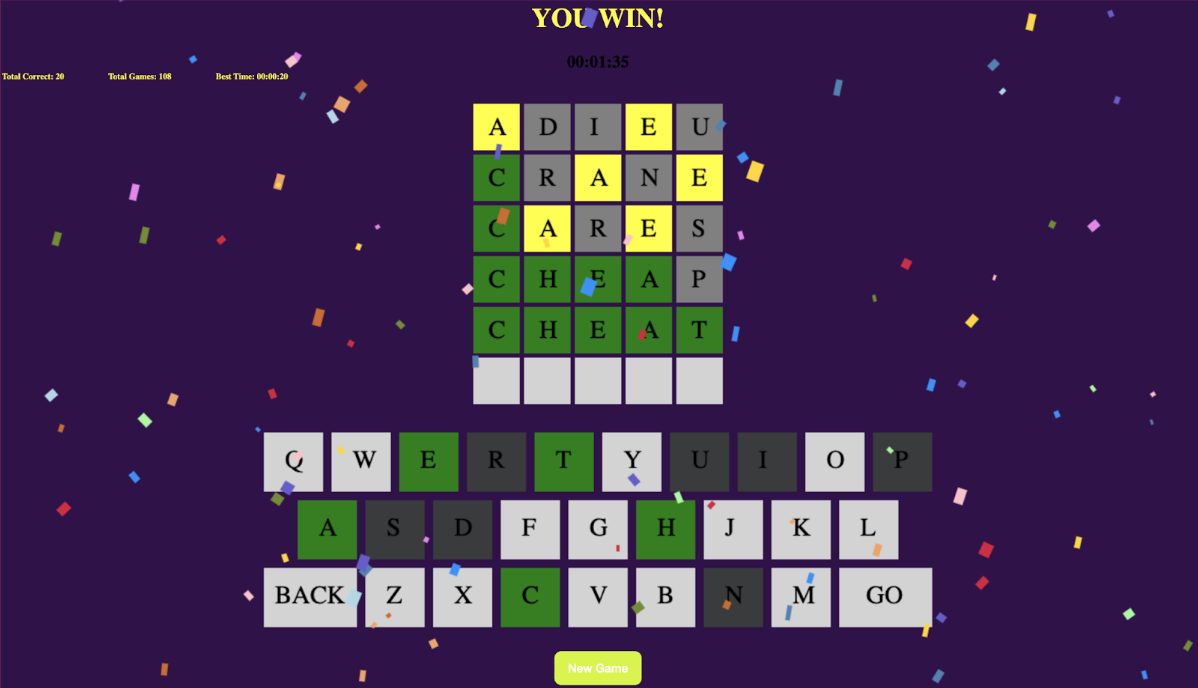 YOU WIN!
00:01:35
Total Correct: 20 Total Games: 108 Best Time: 00:00:20
A D I E U
C R A N E
C A R E S
C H E A P
C H E A T
Q W E R T Y U I O P
A S D F G H J K L
BACK Z X C V B N M GO
New Game